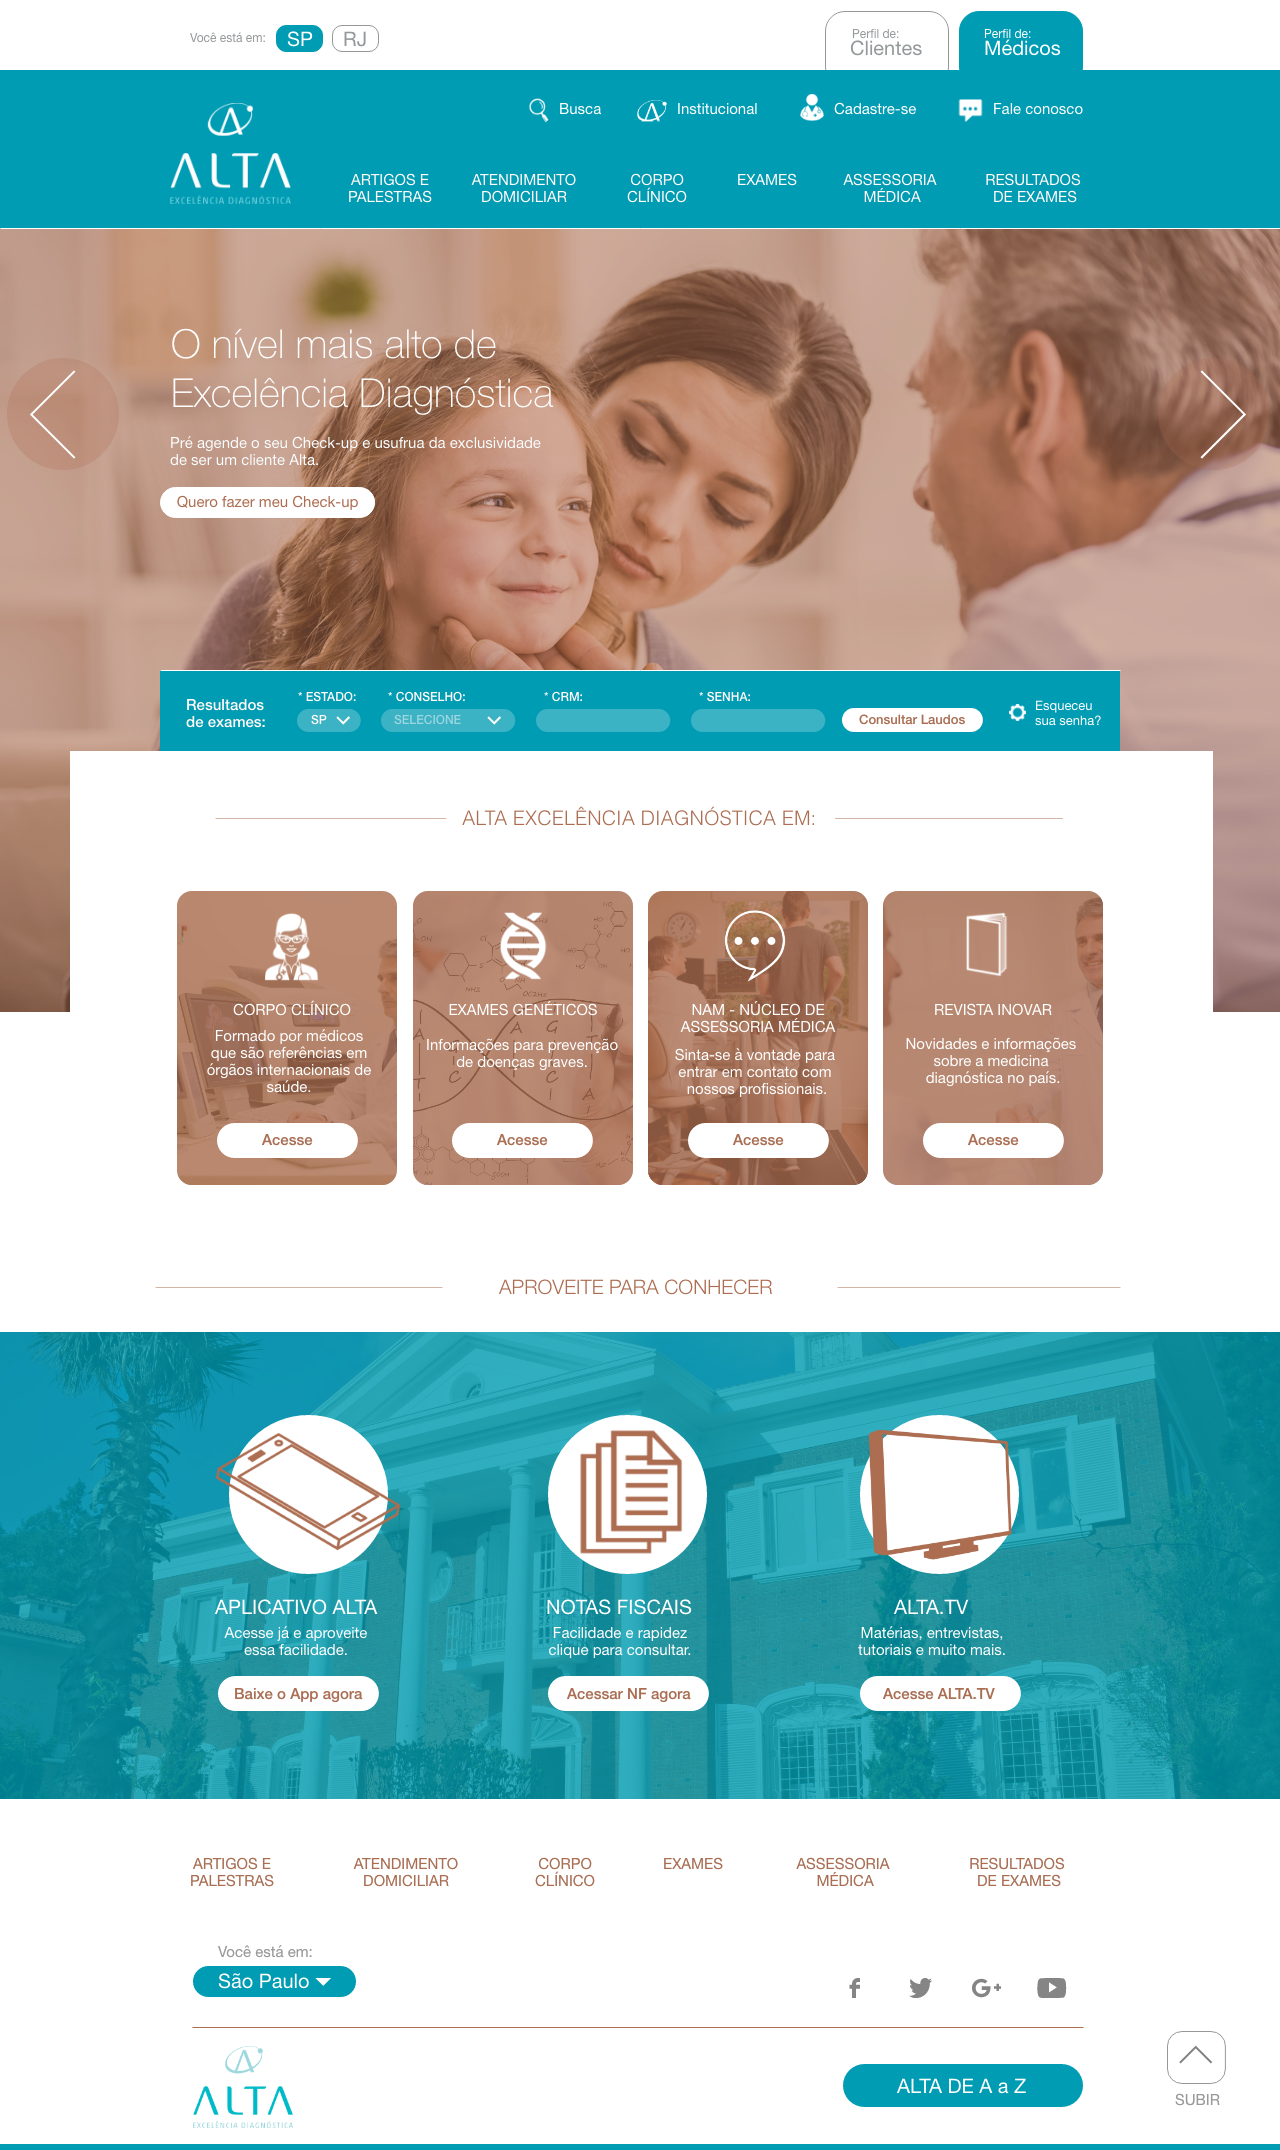 Você está em:
SP
RJ
Perfil de:
Clientes
Perfil de:
Médicos
Busca
Institucional
Cadastre-se
Fale conosco
ALTA
EXCELÊNCIA DIAGNÓSTICA
ARTIGOS E
PALESTRAS
ATENDIMENTO
DOMICILIAR
CORPO
CLÍNICO
EXAMES
ASSESSORIA
MÉDICA
RESULTADOS
DE EXAMES
O nível mais alto de
Excelência Diagnóstica
Pré agende o seu Check-up e usufrua da exclusividade
de ser um cliente Alta.
Quero fazer meu Check-up
Resultados
de exames:
* ESTADO:
SP
* CONSELHO:
SELECIONE
* CRM:
* SENHA:
Consultar Laudos
Esqueceu
sua senha?
ALTA EXCELÊNCIA DIAGNÓSTICA EM:
CORPO CLÍNICO
Formado por médicos
que são referências em
órgãos internacionais de
saúde.
Acesse
EXAMES GENÉTICOS
Informações para prevenção
de doenças graves.
Acesse
NAM - NÚCLEO DE
ASSESSORIA MÉDICA
Sinta-se à vontade para
entrar em contato com
nossos profissionais.
Acesse
REVISTA INOVAR
Novidades e informações
sobre a medicina
diagnóstica no país.
Acesse
APROVEITE PARA CONHECER
APLICATIVO ALTA
Acesse já e aproveite
essa facilidade.
Baixe o App agora
NOTAS FISCAIS
Facilidade e rapidez
clique para consultar.
Acessar NF agora
ALTA.TV
Matérias, entrevistas,
tutoriais e muito mais.
Acesse ALTA.TV
ARTIGOS E
PALESTRAS
ATENDIMENTO
DOMICILIAR
CORPO
CLÍNICO
EXAMES
ASSESSORIA
MÉDICA
RESULTADOS
DE EXAMES
Você está em:
São Paulo
ALTA
EXCELÊNCIA DIAGNÓSTICA
ALTA DE A a Z
SUBIR